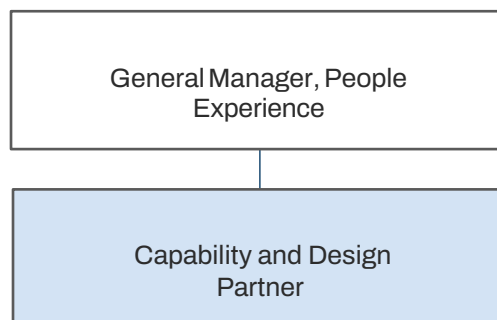 General Manager, People
Experience
Capability and Design
Partner